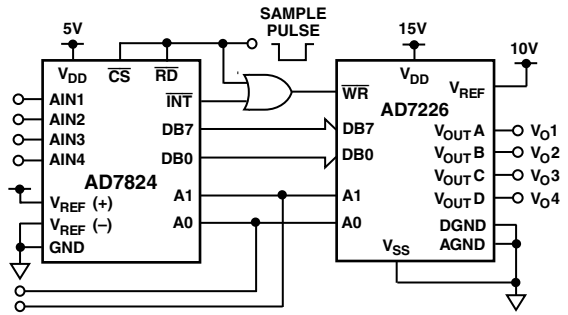 SAMPLE
PULSE
5V
15V
10V
VDD
CS
RD
VDD
VREF
AIN1
INT
WR
AD7226
AIN2
DB7
DB7
VOUT A
VO1
AIN3
DB0
DB0
VOUT B
VO2
AIN4
AD7824
VOUT C
VO3
VREF (+)
A1
A1
VOUT D
VO4
VREF (–)
A0
A0
DGND
GND
VSS
AGND